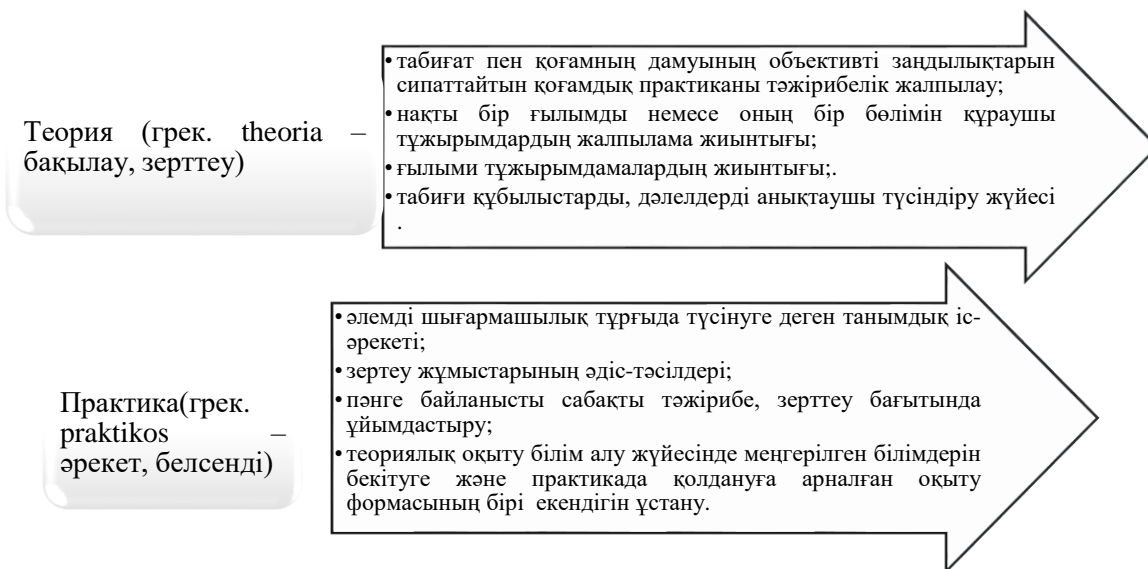 Теория (грек. theoria –
бақылау, зерттеу)
• табиғат пен қоғамның дамуының объективті заңдылықтарын
сипаттайтын қоғамдық практиканы тәжірибелік жалпылау;
• нақты бір ғылымды немесе оның бір бөлімін құраушы
тұжырымдардың жалпылама жиынтығы;
• ғылыми тұжырымдамалардың жиынтығы;.
• табиғи құбылыстарды, дәлелдерді анықтаушы түсіндіру жүйесі
.
Практика(грек.
praktikos –
әрекет, белсенді)
• әлемді шығармашылық тұрғыда түсінуге деген танымдық іс-
әрекеті;
• зертеу жұмыстарының әдіс-тәсілдері;
• пәнге байланысты сабақты тәжірибе, зерттеу бағытында
ұйымдастыру;
• теориялық оқыту білім алу жүйесінде меңгерілген білімдерін
бекітуге және практикада қолдануға арналған оқыту
формасының бірі екендігін ұстану.